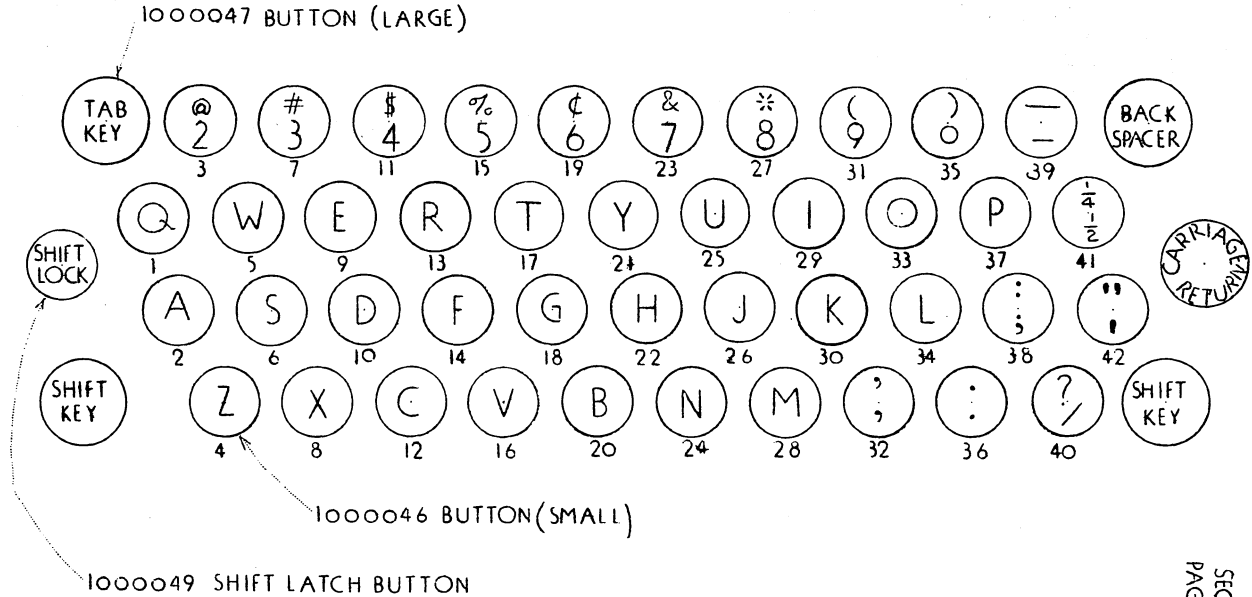 1000047 BUTTON (LARGE)
TAB KEY @ 2 # 3 $ 4 % 5 ¢ 6 & 7 * 8 ( 9 ) 0 — - BACK SPACER
3 7 11 15 19 23 27 31 35 39
Q W E R T Y U I O P 1/4 1/2
1 5 9 13 17 21 25 29 33 37 41
SHIFT LOCK
CARRIAGE RETURN
A S D F G H J K L : ; " '
2 6 10 14 18 22 26 30 34 38 42
SHIFT KEY Z X C V B N M , , . . ? / SHIFT KEY
4 8 12 16 20 24 28 32 36 40
1000046 BUTTON (SMALL)
1000049 SHIFT LATCH BUTTON